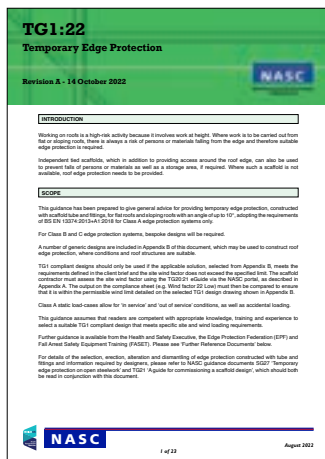 TG1:22
Temporary Edge Protection
Revision A - 14 October 2022
NASC
INTRODUCTION
Working on roofs is a high-risk activity because it involves work at height. Where work is to be carried out from
flat or sloping roofs, there is always a risk of persons or materials falling from the edge and therefore suitable
edge protection is required.
Independent tied scaffolds, which in addition to providing access around the roof edge, can also be used
to prevent falls of persons or materials as well as a storage area, if required. Where such a scaffold is not
available, roof edge protection needs to be provided.
SCOPE
This guidance has been prepared to give general advice for providing temporary edge protection, constructed
with scaffold tube and fittings, for flat roofs and sloping roofs with an angle of up to 10°, adopting the requirements
of BS EN 13374:2013+A1:2018 for Class A edge protection systems only.
For Class B and C edge protection systems, bespoke designs will be required.
A number of generic designs are included in Appendix B of this document, which may be used to construct roof
edge protection, where conditions and roof structures are suitable.
TG1 compliant designs should only be used if the applicable solution, selected from Appendix B, meets the
requirements defined in the client brief and the site wind factor does not exceed the specified limit. The scaffold
contractor must assess the site wind factor using the TG20:21 eGuide via the NASC portal, as described in
Appendix A. The output on the compliance sheet (e.g. Wind factor 22 Low) must then be compared to ensure
that it is within the permissible wind limit detailed on the selected TG1 design drawing shown in Appendix B.
Class A static load-cases allow for 'in service' and 'out of service' conditions, as well as accidental loading.
This guidance assumes that readers are competent with appropriate knowledge, training and experience to
select a suitable TG1 compliant design that meets specific site and wind loading requirements.
Further guidance is available from the Health and Safety Executive, the Edge Protection Federation (EPF) and
Fall Arrest Safety Equipment Training (FASET). Please see 'Further Reference Documents' below.
For details of the selection, erection, alteration and dismantling of edge protection constructed with tube and
fittings and information required by designers, please refer to NASC guidance documents SG27 'Temporary
edge protection on open steelwork' and TG21 'A guide for commissioning a scaffold design', which should both
be read in conjunction with this document.
NASC
1 of 23
August 2022